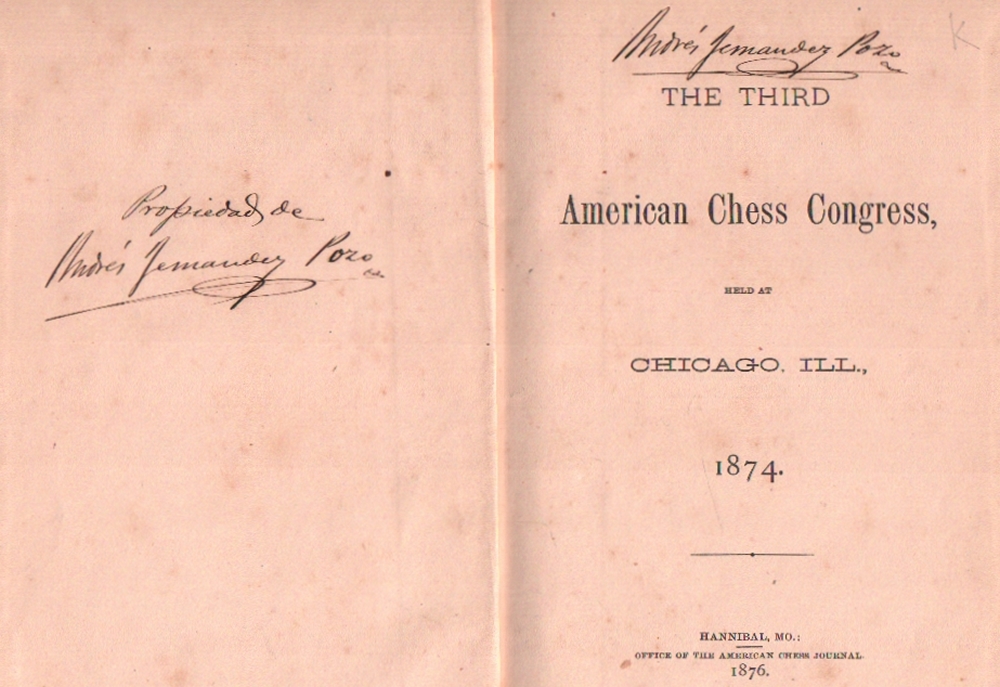 Propiedad de
Andrés Fernandez Pozo
Andrés Fernandez Pozo
K
THE THIRD
American Chess Congress,
HELD AT
CHICAGO, ILL.,
1874.
HANNIBAL, MO.:
OFFICE OF THE AMERICAN CHESS JOURNAL.
1876.